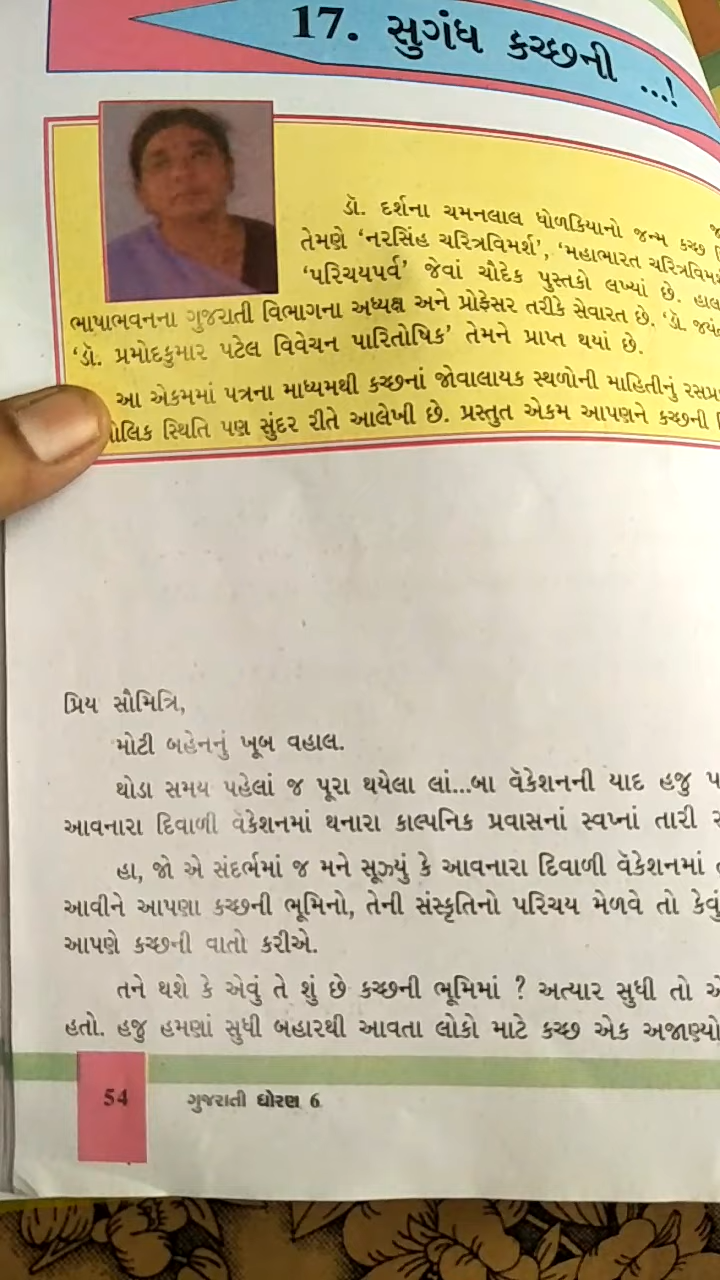 17. સુગંધ કચ્છની ...!
ડૉ. દર્શના ચમનલાલ ધોળકિયાનો જન્મ કચ્છ
તેમણે ‘નરસિંહ ચરિત્રવિમર્શ’, ‘મહાભારત ચરિત્રવિમર્શ
‘પરિચયપર્વ’ જેવાં ચૌદેક પુસ્તકો લખ્યાં છે. હાલ
ભાષાભવનના ગુજરાતી વિભાગના અધ્યક્ષ અને પ્રોફેસર તરીકે સેવારત છે. ‘ડૉ. જયં
‘ડૉ. પ્રમોદકુમાર પટેલ વિવેચન પારિતોષિક’ તેમને પ્રાપ્ત થયાં છે.
આ એકમમાં પત્રના માધ્યમથી કચ્છનાં જોવાલાયક સ્થળોની માહિતીનું રસપ્ર
ોલિક સ્થિતિ પણ સુંદર રીતે આલેખી છે. પ્રસ્તુત એકમ આપણને કચ્છની
પ્રિય સૌમિત્રિ,
મોટી બહેનનું ખૂબ વહાલ.
થોડા સમય પહેલાં જ પૂરા થયેલા લાં...બા વૅકેશનની યાદ હજુ પ
આવનારા દિવાળી વૅકેશનમાં થનારા કાલ્પનિક પ્રવાસનાં સ્વપ્નાં તારી
હા, જો એ સંદર્ભમાં જ મને સૂઝ્યું કે આવનારા દિવાળી વૅકેશનમાં
આવીને આપણા કચ્છની ભૂમિનો, તેની સંસ્કૃતિનો પરિચય મેળવે તો કેવું
આપણે કચ્છની વાતો કરીએ.
તને થશે કે એવું તે શું છે કચ્છની ભૂમિમાં ? અત્યાર સુધી તો
હતો. હજુ હમણાં સુધી બહારથી આવતા લોકો માટે કચ્છ એક અજાણ્યો
54 ગુજરાતી ધોરણ 6